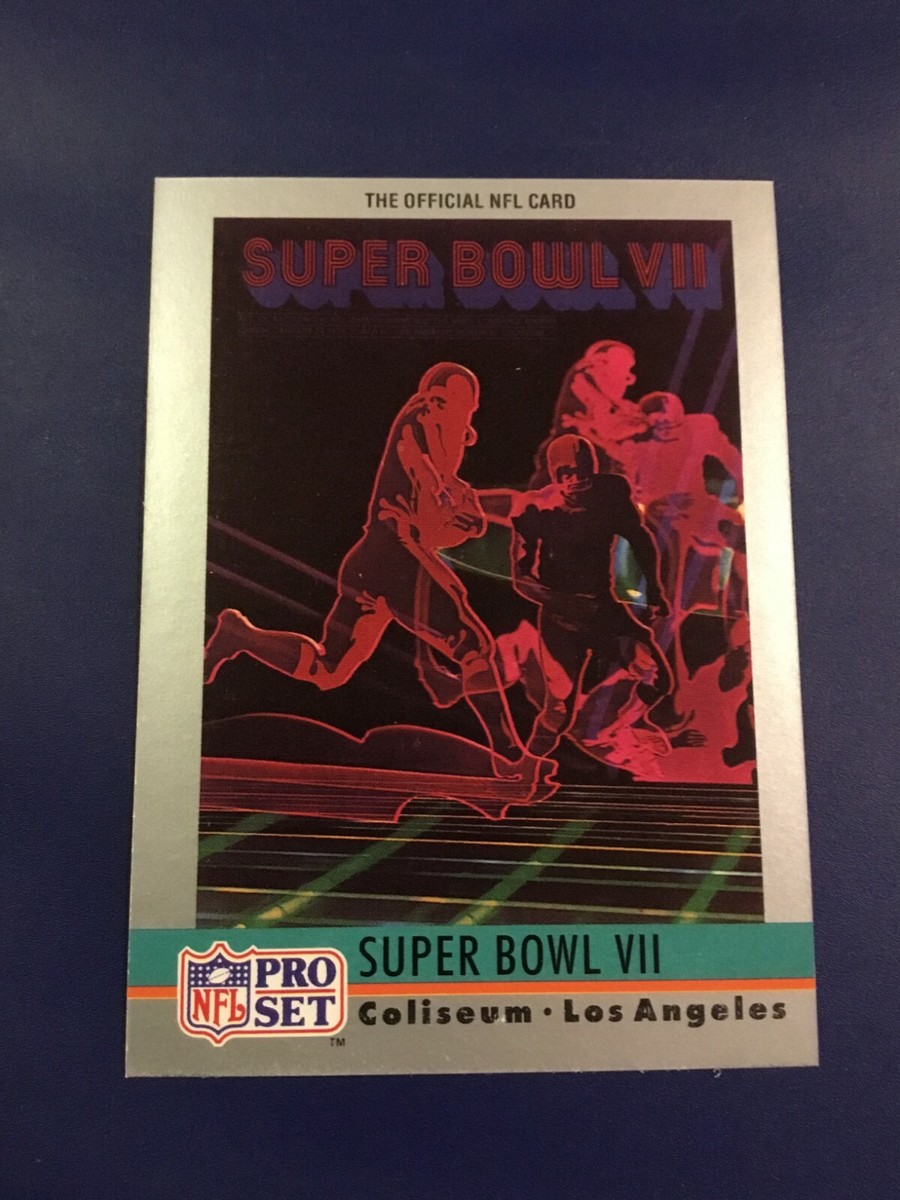 THE OFFICIAL NFL CARD
SUPER BOWL VII
NFL
PRO
SET
TM
SUPER BOWL VII
Coliseum • Los Angeles